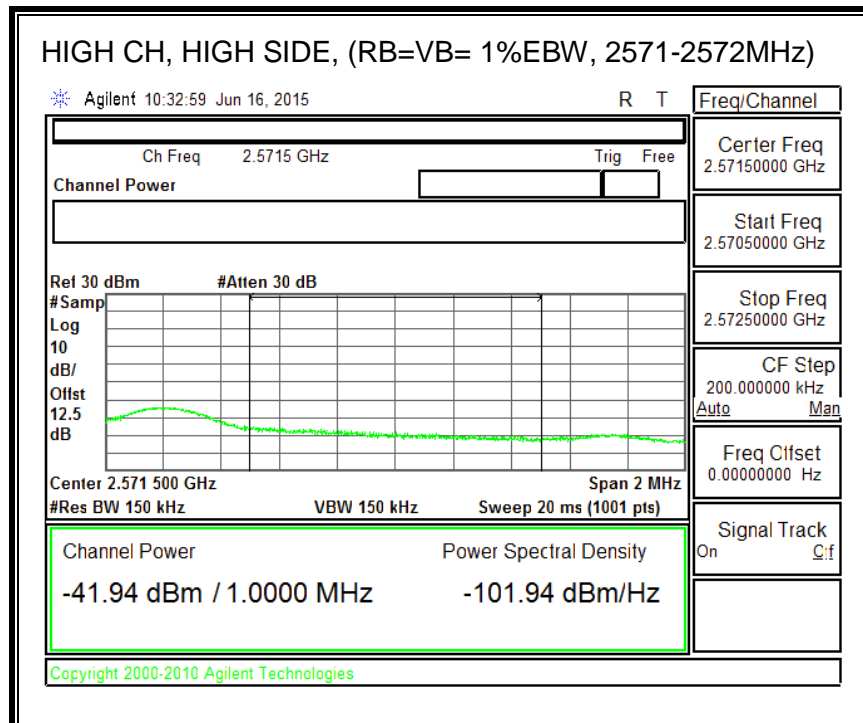 HIGH CH, HIGH SIDE, (RB=VB= 1%EBW, 2571-2572MHz)
Agilent 10:32:59 Jun 16, 2015 R T
Freq/Channel
Ch Freq 2.5715 GHz Trig Free
Channel Power
Center Freq
2.57150000 GHz
Start Freq
2.57050000 GHz
Stop Freq
2.57250000 GHz
CF Step
200.000000 kHz
Auto Man
Freq Offset
0.00000000 Hz
Signal Track
On Off
Ref 30 dBm #Atten 30 dB
#Samp
Log
10
dB/
Offst
12.5
dB
Center 2.571 500 GHz Span 2 MHz
#Res BW 150 kHz VBW 150 kHz Sweep 20 ms (1001 pts)
Channel Power Power Spectral Density
-41.94 dBm / 1.0000 MHz -101.94 dBm/Hz
Copyright 2000-2010 Agilent Technologies